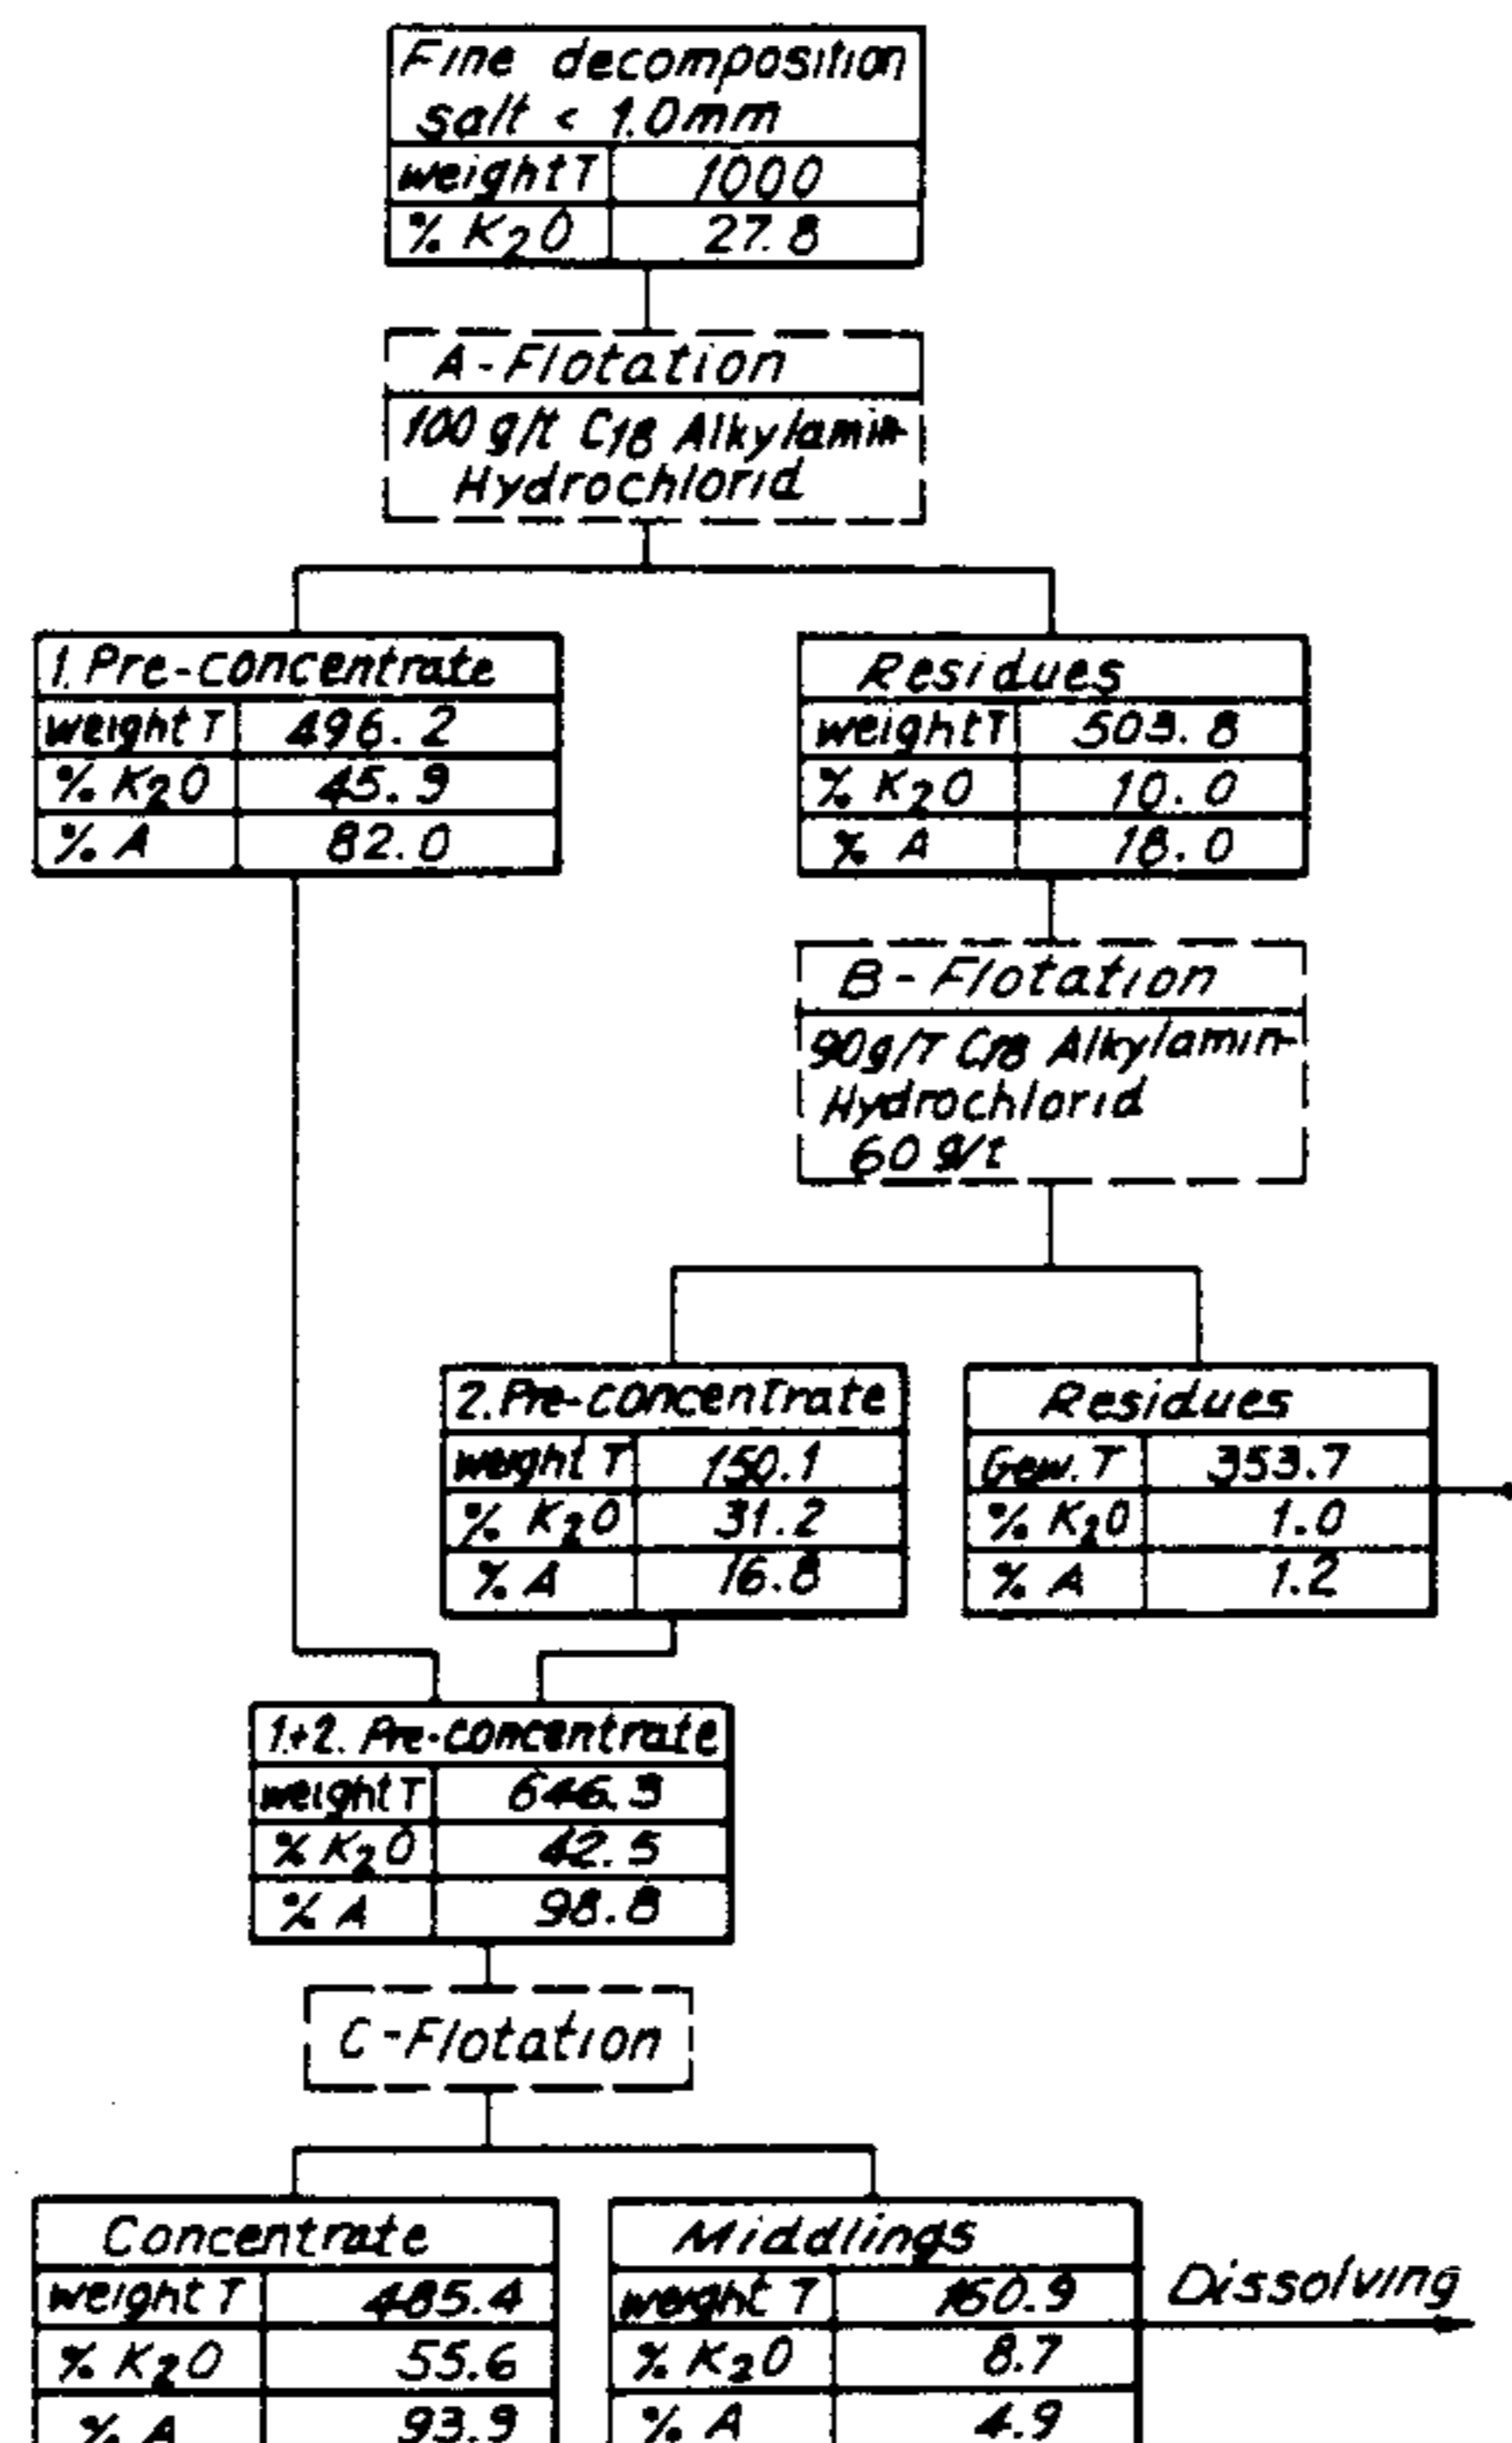 Fine decomposition
salt < 1.0mm
weight T 1000
% K2O 27.8
A-Flotation
100 g/t C18 Alkylamin-
Hydrochlorid
1. Pre-concentrate
weight T 496.2
% K2O 45.9
% A 82.0
Residues
weight T 503.8
% K2O 10.0
% A 18.0
B-Flotation
90g/T C18 Alkylamin-
Hydrochlorid
60 g/t
2. Pre-concentrate
weight T 150.1
% K2O 31.2
% A 16.8
Residues
Gew. T 353.7
% K2O 1.0
% A 1.2
1.+2. Pre-concentrate
weight T 646.3
% K2O 42.5
% A 98.8
C-Flotation
Concentrate
weight T 485.4
% K2O 55.6
% A 93.9
Middlings
weight T 160.9
% K2O 8.7
% A 4.9
Dissolving